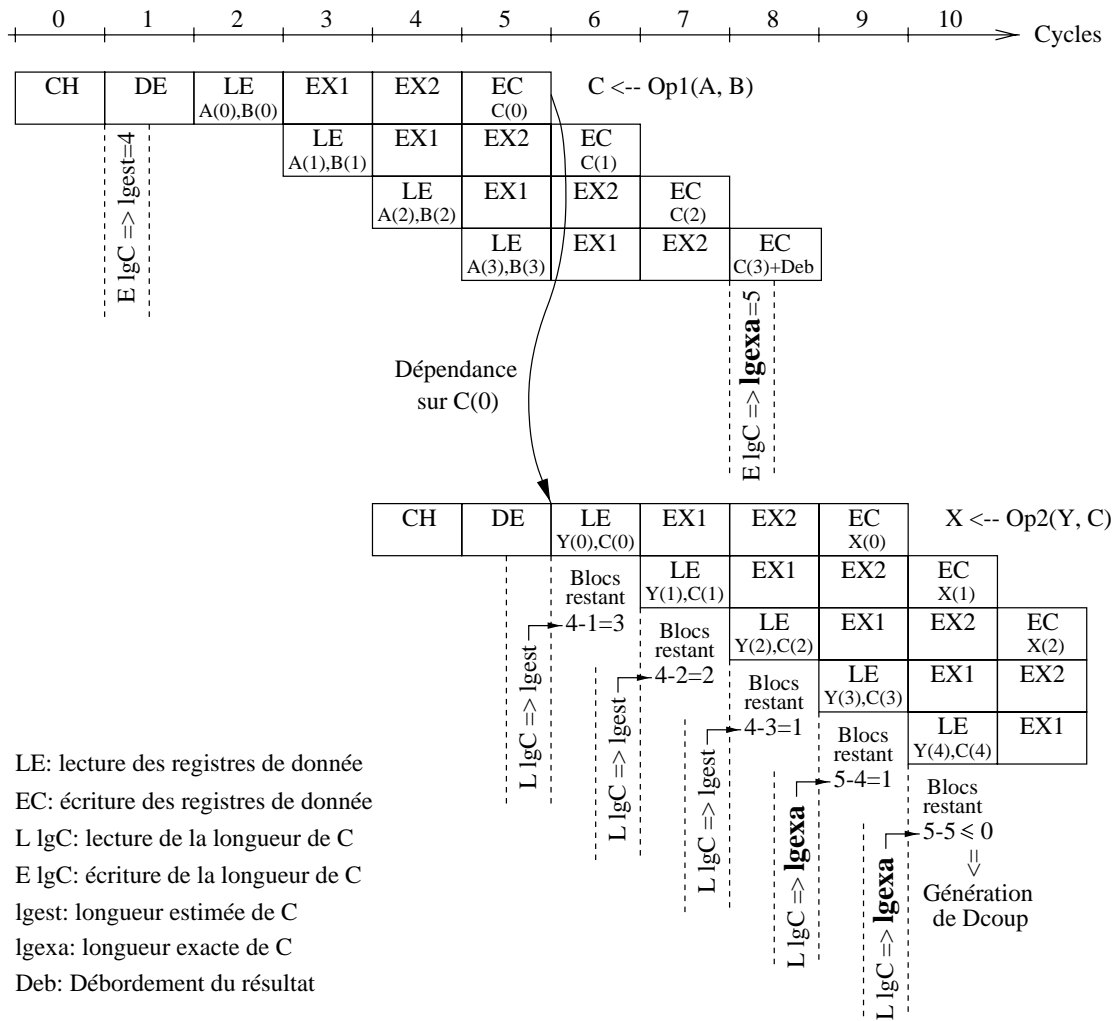 0 1 2 3 4 5 6 7 8 9 10
Cycles
CH DE LE EX1 EX2 EC C <-- Op1(A, B)
A(0),B(0) C(0)
LE EX1 EX2 EC
A(1),B(1) C(1)
LE EX1 EX2 EC
A(2),B(2) C(2)
LE EX1 EX2 EC
A(3),B(3) C(3)+Deb
E lgC => lgest=4
E lgC => lgexa=5
Dépendance
sur C(0)
CH DE LE EX1 EX2 EC X <-- Op2(Y, C)
Y(0),C(0) X(0)
LE EX1 EX2 EC
Y(1),C(1) X(1)
LE EX1 EX2 EC
Y(2),C(2) X(2)
LE EX1 EX2
Y(3),C(3)
LE EX1
Y(4),C(4)
L lgC => lgest
Blocs
restant
4-1=3
L lgC => lgest
Blocs
restant
4-2=2
L lgC => lgest
Blocs
restant
4-3=1
L lgC => lgexa
Blocs
restant
5-4=1
L lgC => lgexa
Blocs
restant
5-5 ⩽ 0
=>
Génération
de Dcoup
LE: lecture des registres de donnée
EC: écriture des registres de donnée
L lgC: lecture de la longueur de C
E lgC: écriture de la longueur de C
lgest: longueur estimée de C
lgexa: longueur exacte de C
Deb: Débordement du résultat